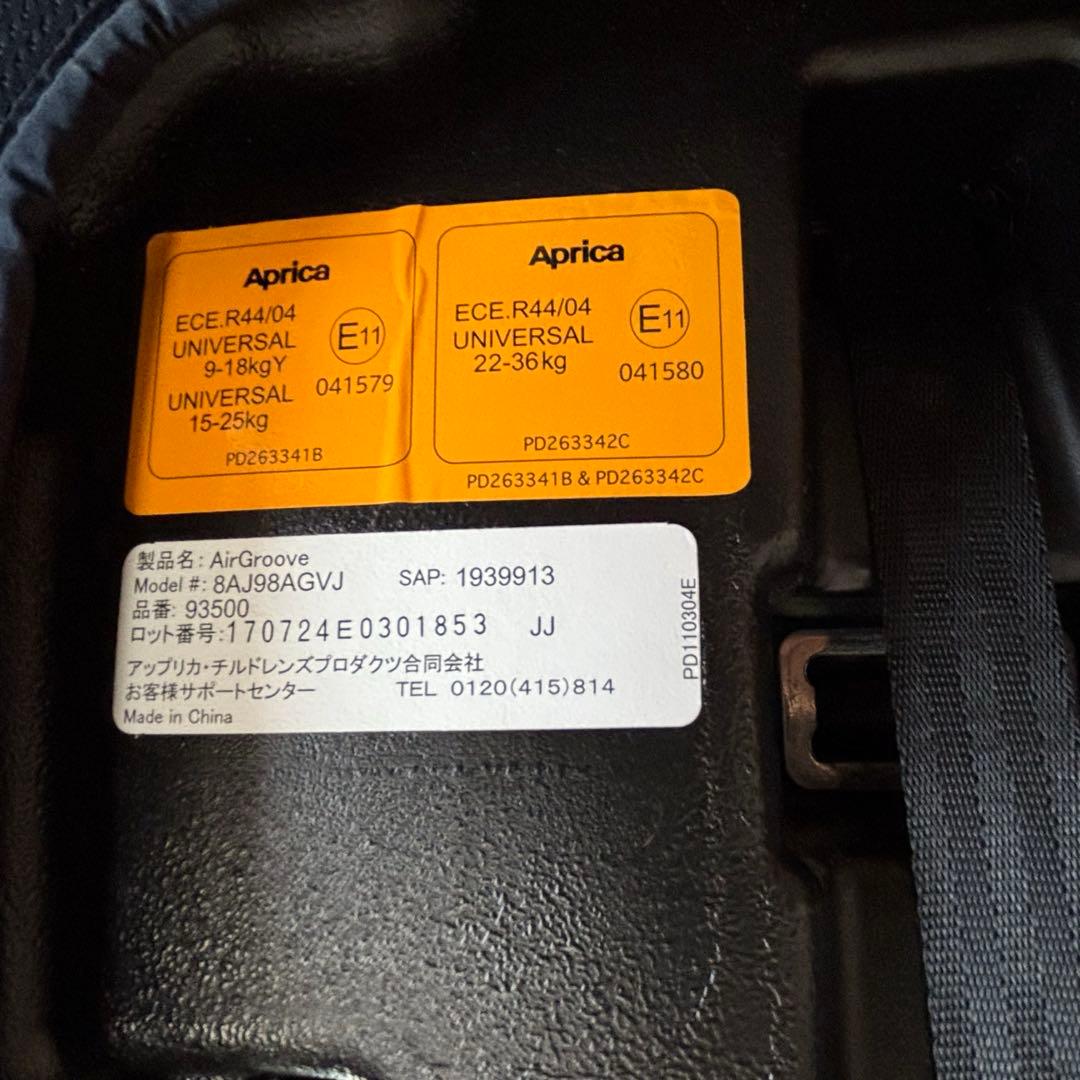 Aprica
ECE.R44/04
UNIVERSAL
9-18kgY
UNIVERSAL
15-25kg
E11
041579
PD263341B
Aprica
ECE.R44/04
UNIVERSAL
22-36kg
E11
041580
PD263342C
PD263341B & PD263342C
製品名: AirGroove
Model #: 8AJ98AGVJ SAP: 1939913
品番: 93500
ロット番号:170724E0301853 JJ
アップリカ・チルドレンズプロダクツ合同会社
お客様サポートセンター TEL 0120(415)814
Made in China
PD110304E